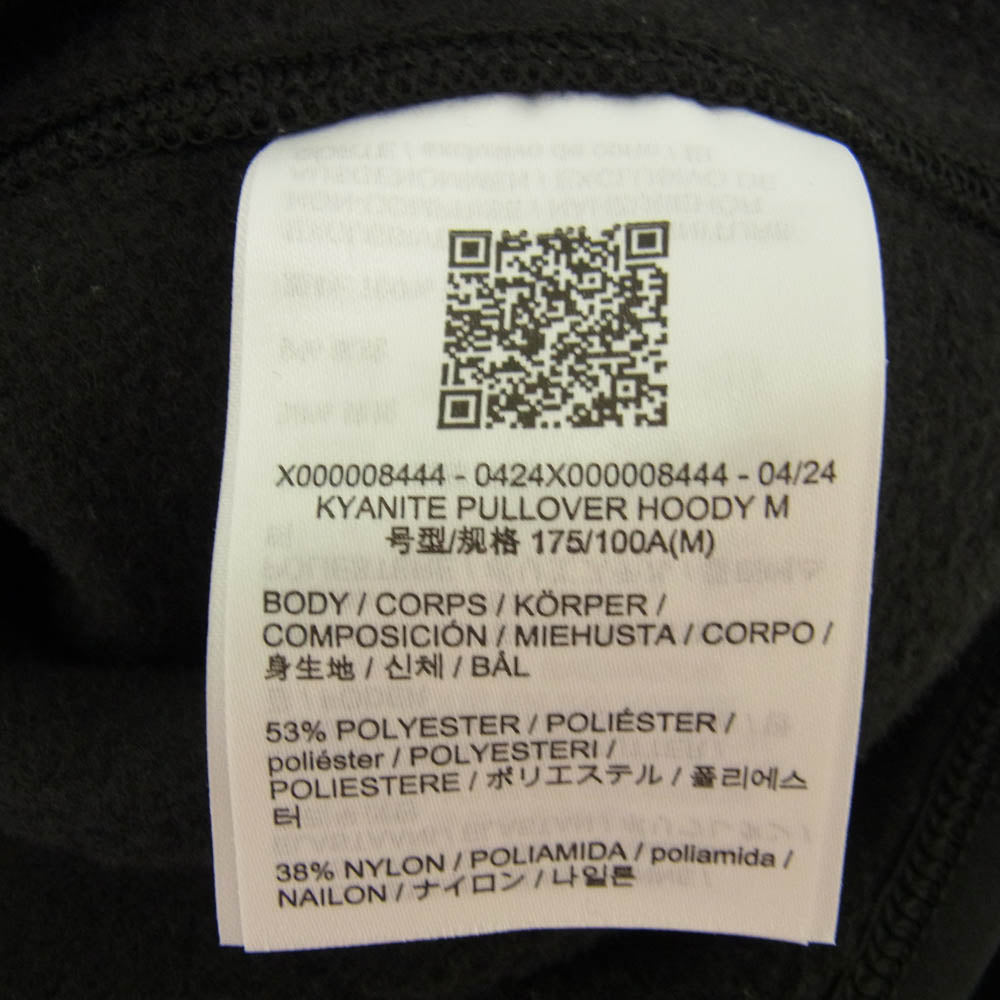 X000008444 - 0424X000008444 - 04/24
KYANITE PULLOVER HOODY M
号型/规格 175/100A(M)
BODY / CORPS / KÖRPER /
COMPOSICIÓN / MIEHUSTA / CORPO /
身生地 / 신체 / BÅL
53% POLYESTER / POLIÉSTER /
poliéster / POLYESTERI /
POLIESTERE / ポリエステル / 폴리에스
터
38% NYLON / POLIAMIDA / poliamida /
NAILON / ナイロン / 나일론